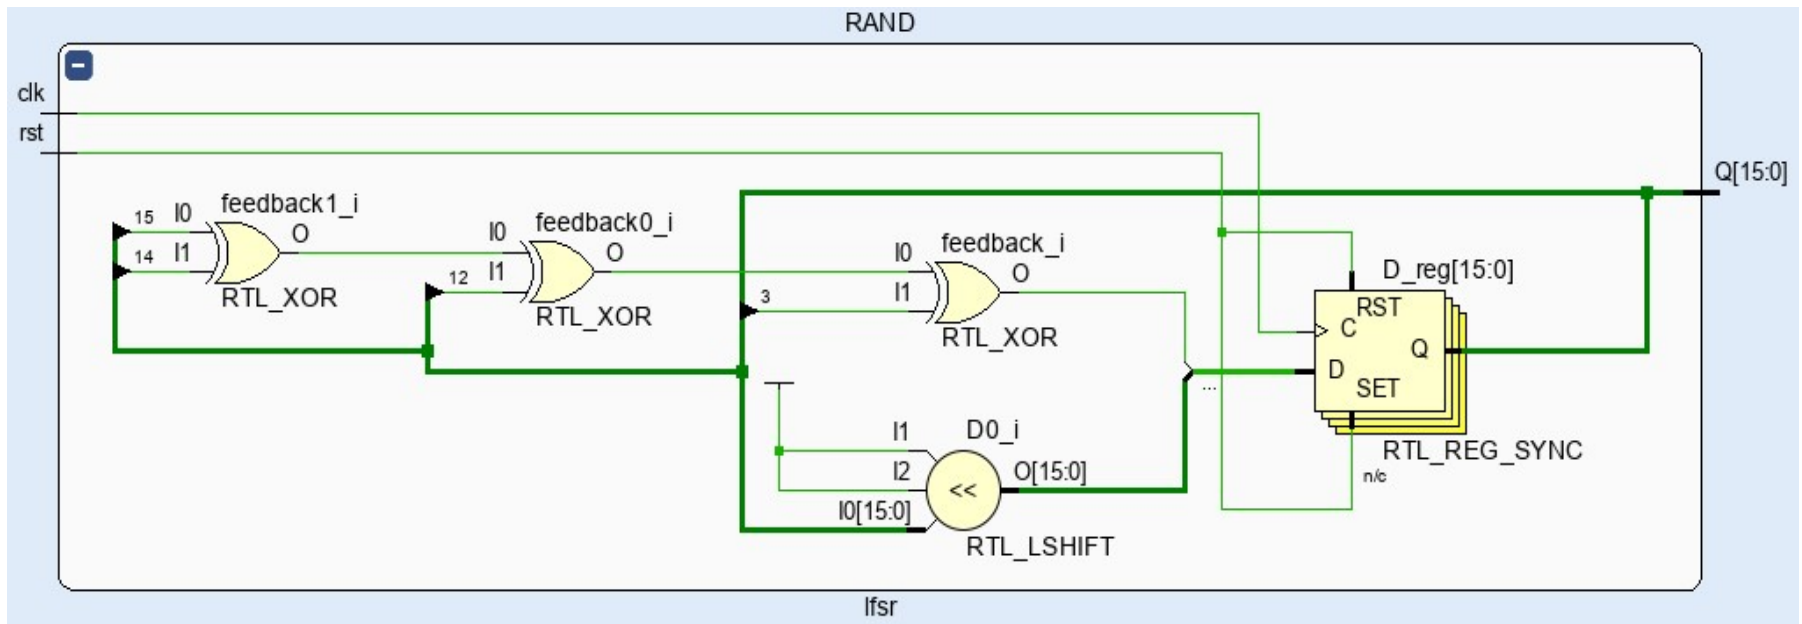 RAND
clk
rst
Q[15:0]
feedback1_i
15 I0
O
14 I1
RTL_XOR
feedback0_i
I0
O
12 I1
RTL_XOR
feedback_i
I0
O
3 I1
RTL_XOR
D_reg[15:0]
RST
C
Q
D
SET
...
RTL_REG_SYNC
n/c
D0_i
I1
I2
<<
O[15:0]
I0[15:0]
RTL_LSHIFT
lfsr